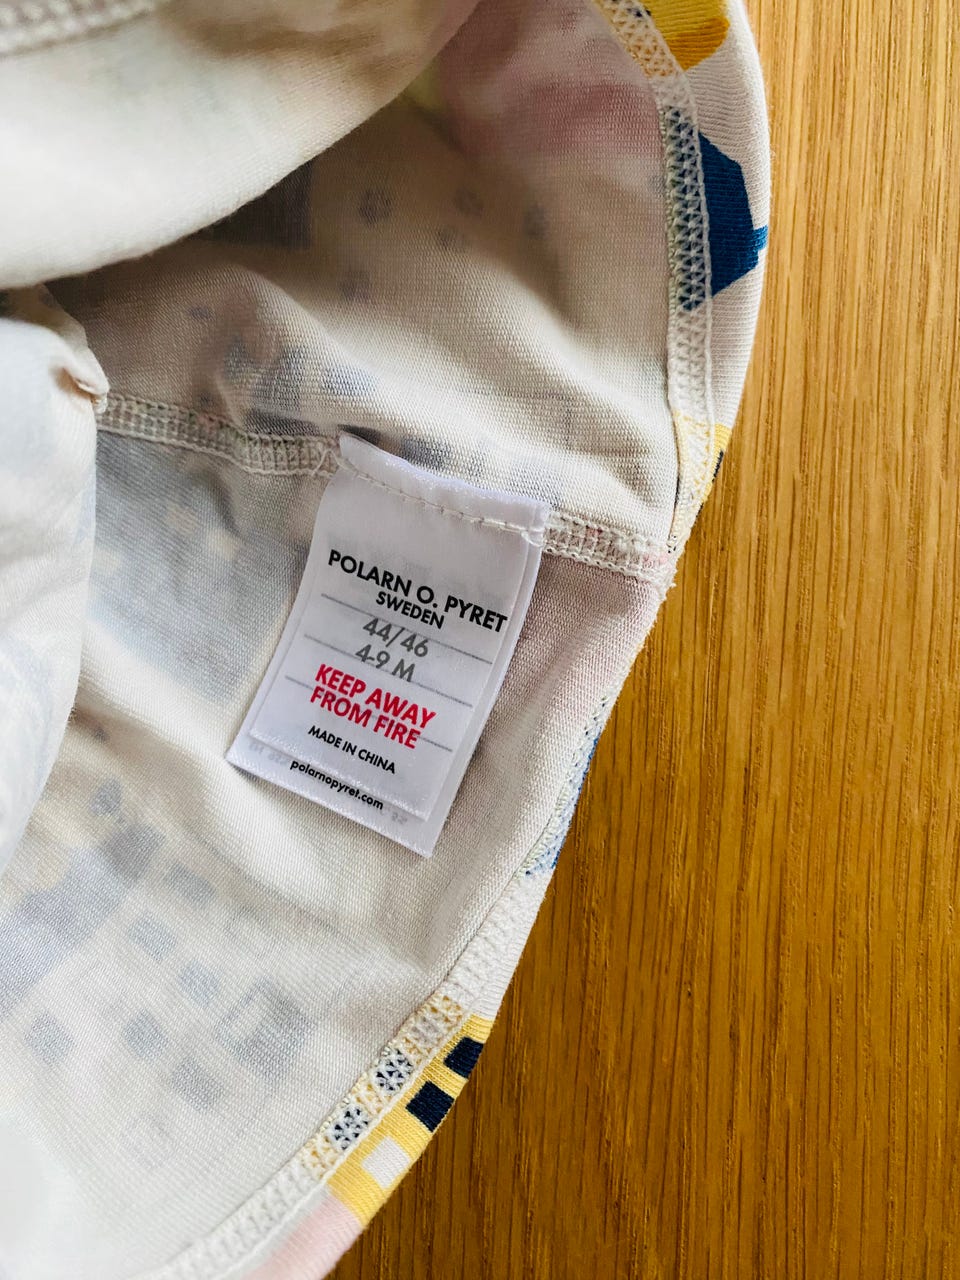 POLARN O. PYRET
SWEDEN
44/46
4-9 M
KEEP AWAY
FROM FIRE
MADE IN CHINA
polarnopyret.com